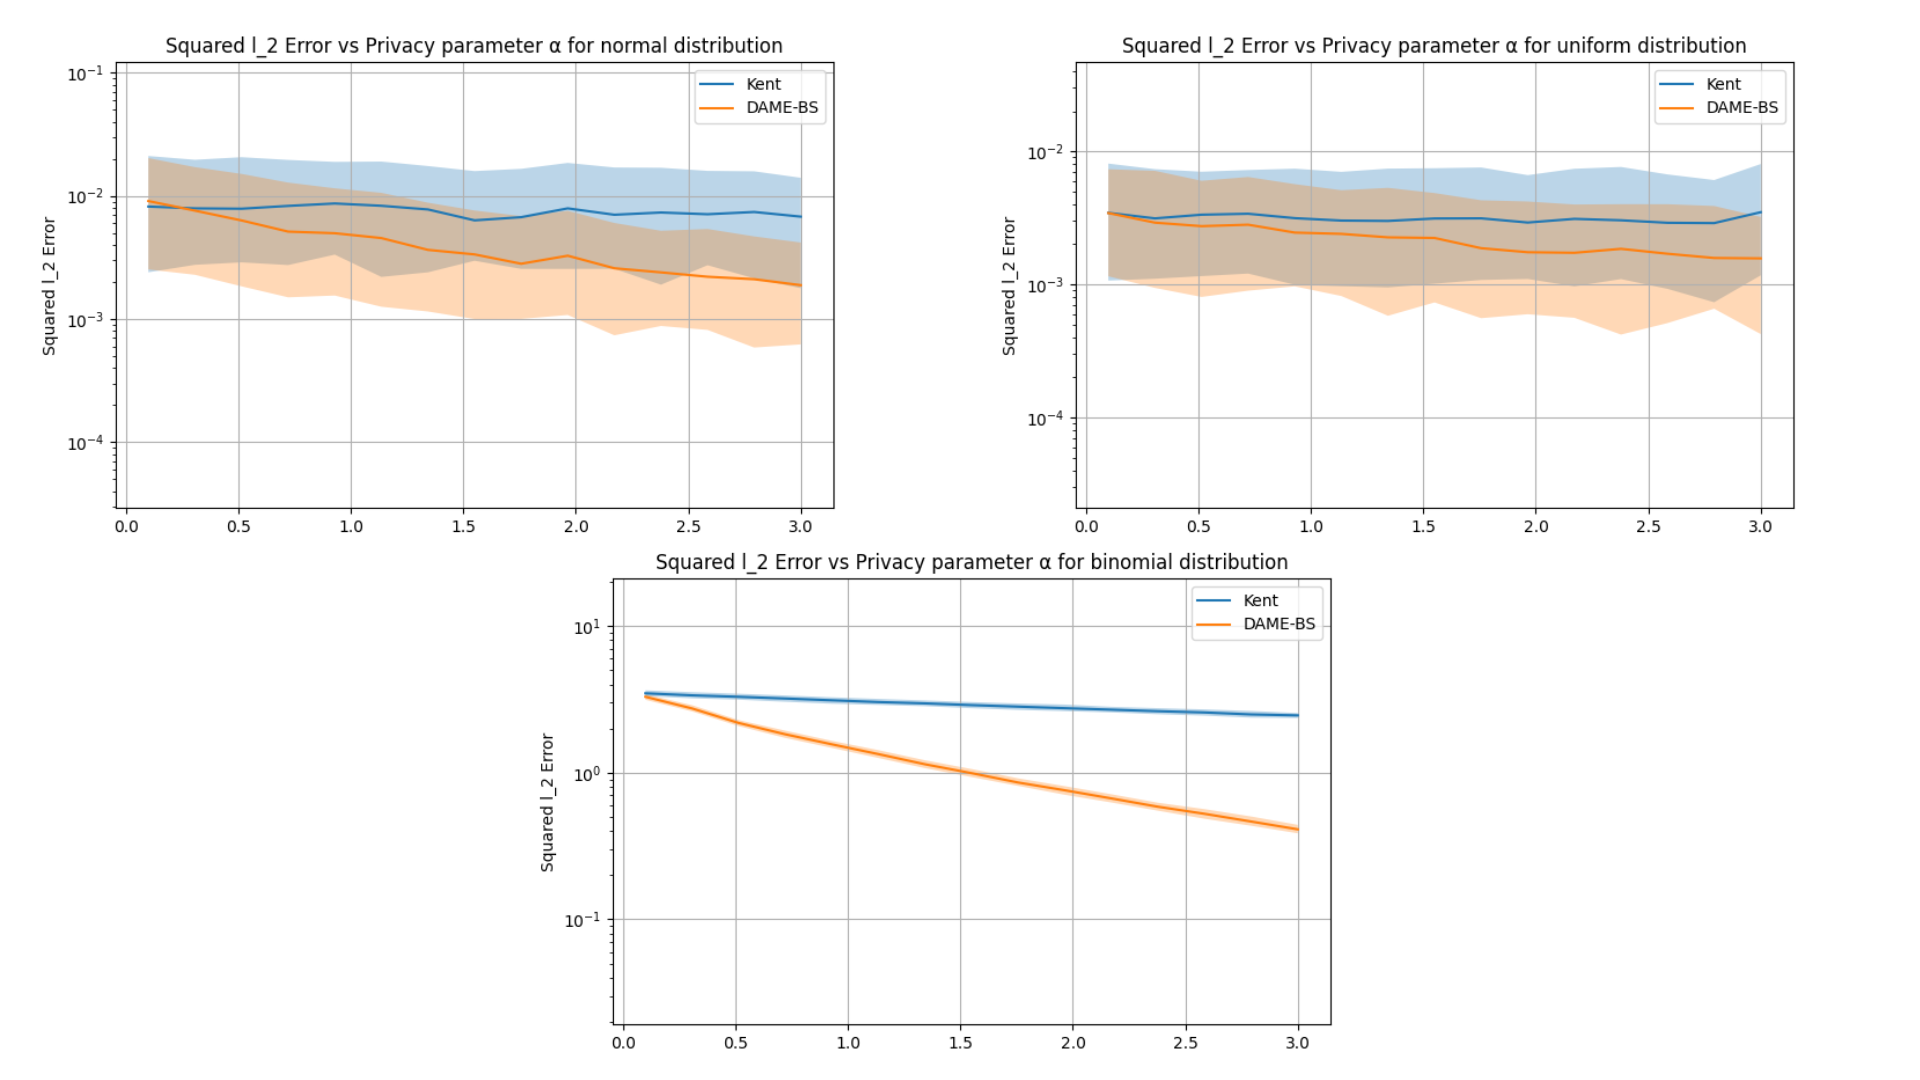 Squared l_2 Error vs Privacy parameter α for normal distribution
Squared l_2 Error
10⁻¹
10⁻²
10⁻³
10⁻⁴
Kent
DAME-BS
0.0 0.5 1.0 1.5 2.0 2.5 3.0
Squared l_2 Error vs Privacy parameter α for uniform distribution
Squared l_2 Error
10⁻²
10⁻³
10⁻⁴
Kent
DAME-BS
0.0 0.5 1.0 1.5 2.0 2.5 3.0
Squared l_2 Error vs Privacy parameter α for binomial distribution
Squared l_2 Error
10¹
10⁰
10⁻¹
Kent
DAME-BS
0.0 0.5 1.0 1.5 2.0 2.5 3.0